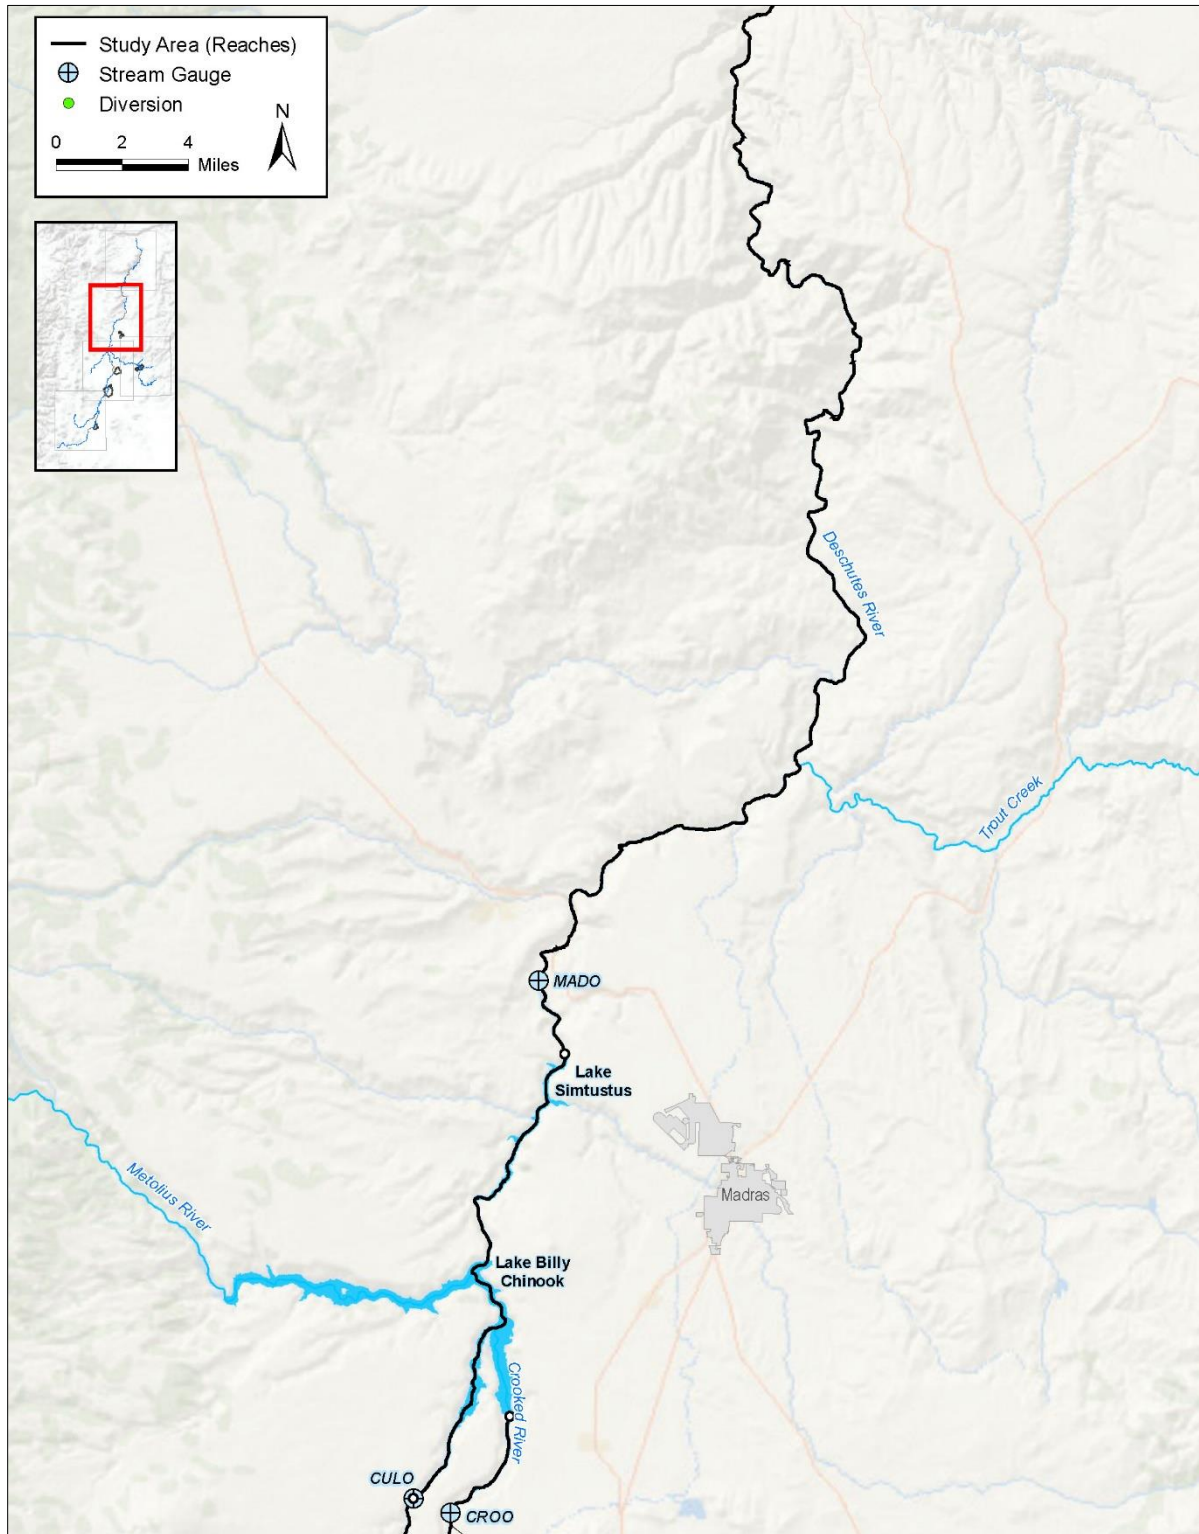 Study Area (Reaches)
Stream Gauge
Diversion
N
0 2 4
Miles
Deschutes River
Trout Creek
MADO
Lake
Simtustus
Metolius River
Madras
Lake Billy
Chinook
Crooked River
CULO
CROO